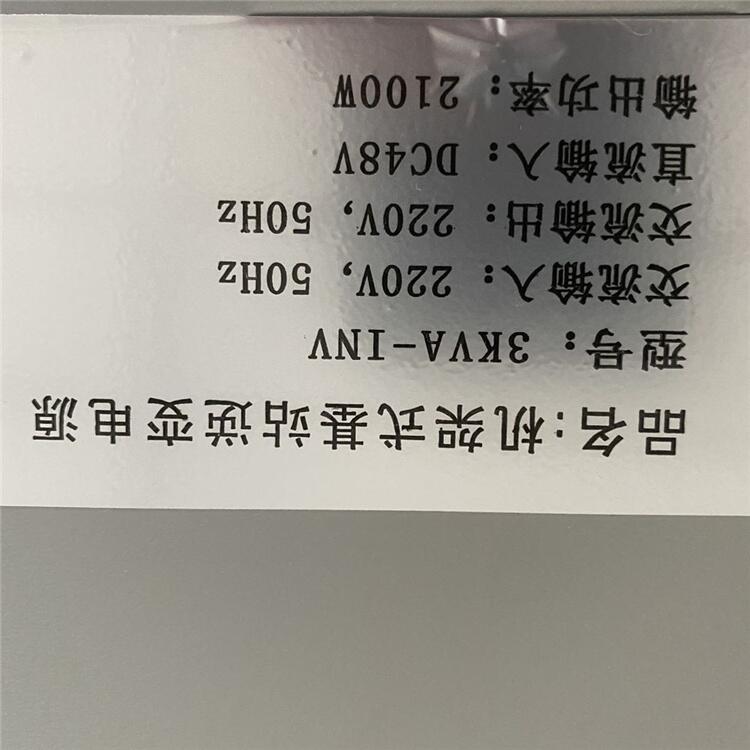 品名:机架式基站逆变电源
型号: 3KVA-INV
交流输入: 220V, 50Hz
交流输出: 220V, 50Hz
直流输入: DC48V
输出功率: 2100W